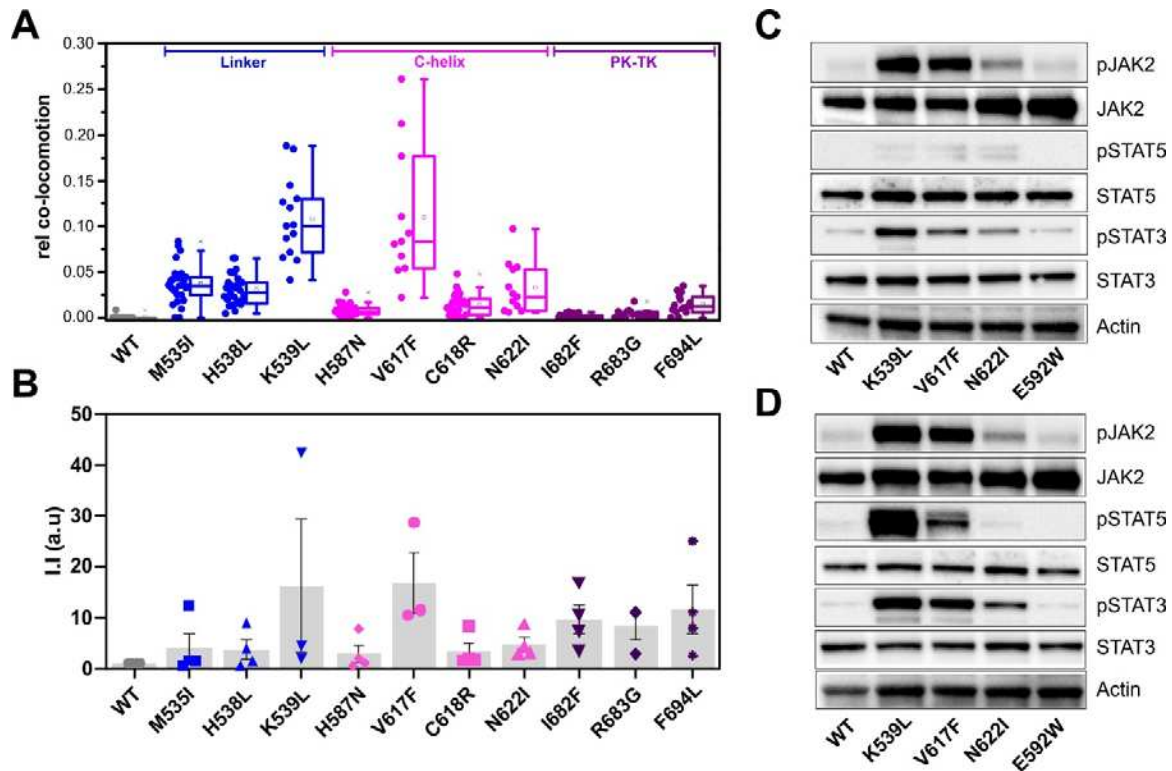 A
rel co-locomotion
0.30
0.25
0.20
0.15
0.10
0.05
0.00
Linker
C-helix
PK-TK
WT
M535I
H538L
K539L
H587N
V617F
C618R
N622I
I682F
R683G
F694L
B
I.I (a.u)
50
40
30
20
10
0
WT
M535I
H538L
K539L
H587N
V617F
C618R
N622I
I682F
R683G
F694L
C
pJAK2
JAK2
pSTAT5
STAT5
pSTAT3
STAT3
Actin
WT
K539L
V617F
N622I
E592W
D
pJAK2
JAK2
pSTAT5
STAT5
pSTAT3
STAT3
Actin
WT
K539L
V617F
N622I
E592W